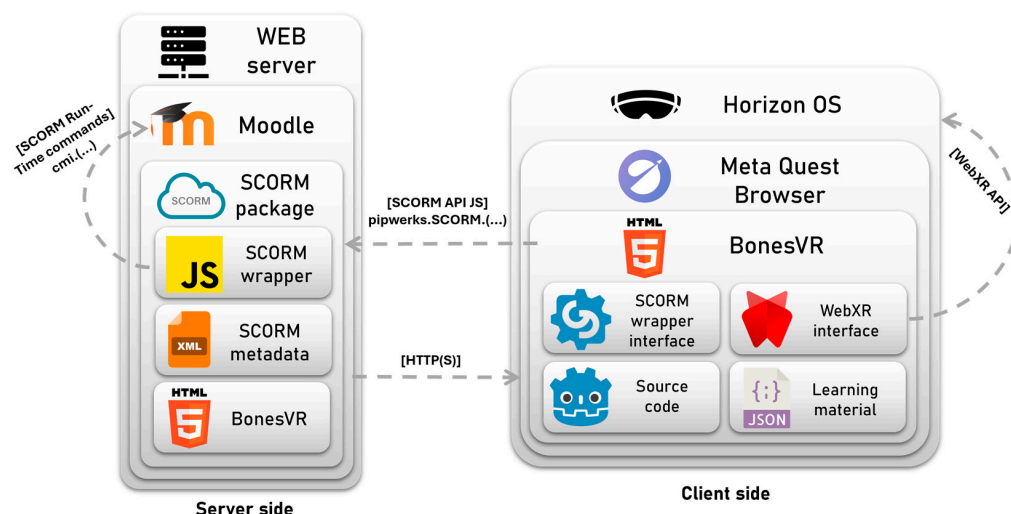 WEB
server
Moodle
[SCORM Run-
Time commands]
cmi.(...)
SCORM
SCORM
package
JS
SCORM
wrapper
XML
SCORM
metadata
HTML
5
BonesVR
Server side
[SCORM API JS]
pipwerks.SCORM.(...)
[HTTP(S)]
Horizon OS
Meta Quest
Browser
[WebXR API]
HTML
5
BonesVR
SCORM
wrapper
interface
WebXR
interface
Source
code
{;}
JSON
Learning
material
Client side